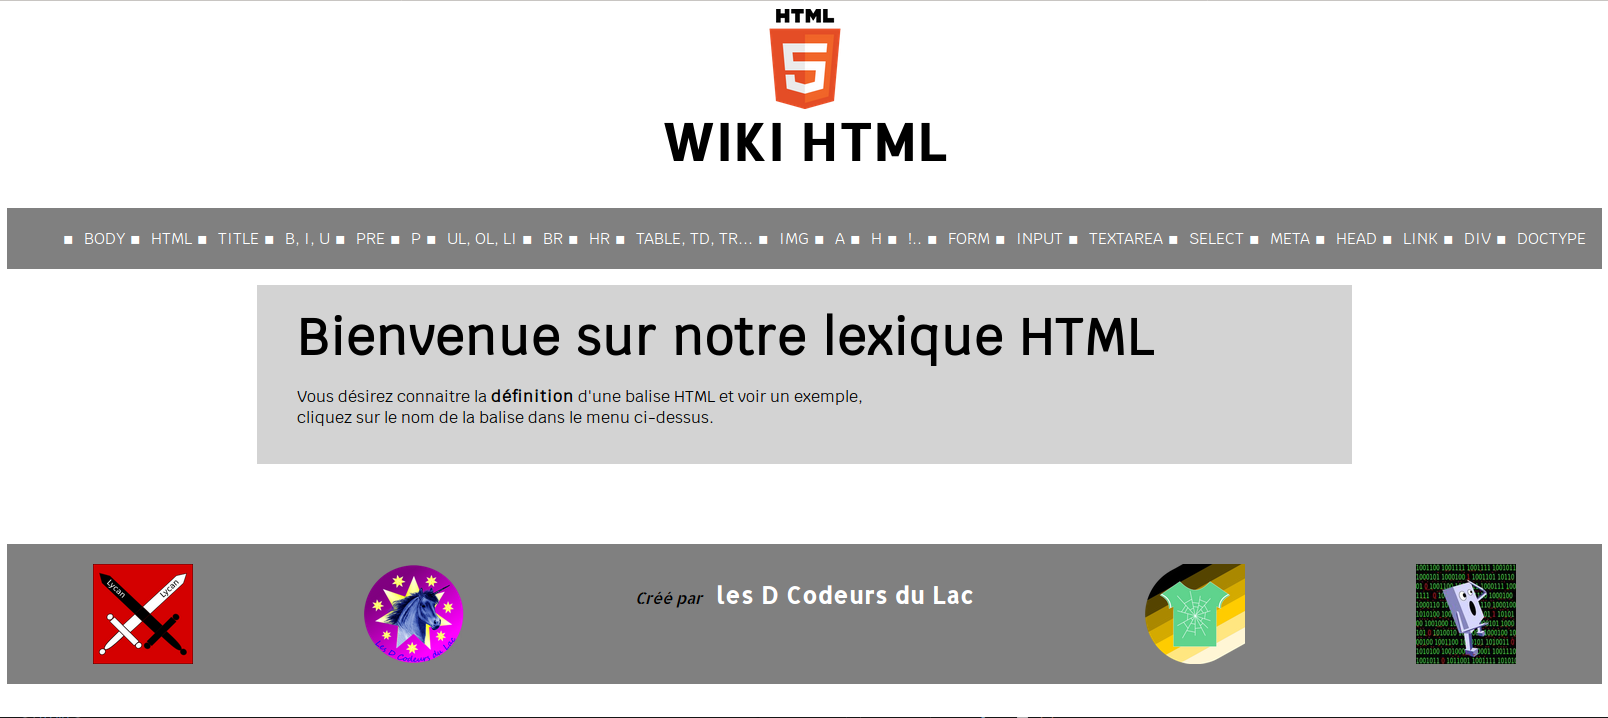 HTML
5
WIKI HTML
▪ BODY ▪ HTML ▪ TITLE ▪ B, I, U ▪ PRE ▪ P ▪ UL, OL, LI ▪ BR ▪ HR ▪ TABLE, TD, TR... ▪ IMG ▪ A ▪ H ▪ !.. ▪ FORM ▪ INPUT ▪ TEXTAREA ▪ SELECT ▪ META ▪ HEAD ▪ LINK ▪ DIV ▪ DOCTYPE
Bienvenue sur notre lexique HTML
Vous désirez connaitre la définition d'une balise HTML et voir un exemple,
cliquez sur le nom de la balise dans le menu ci-dessus.
Lycan Lycan
Les D Codeurs du Lac
Créé par les D Codeurs du Lac